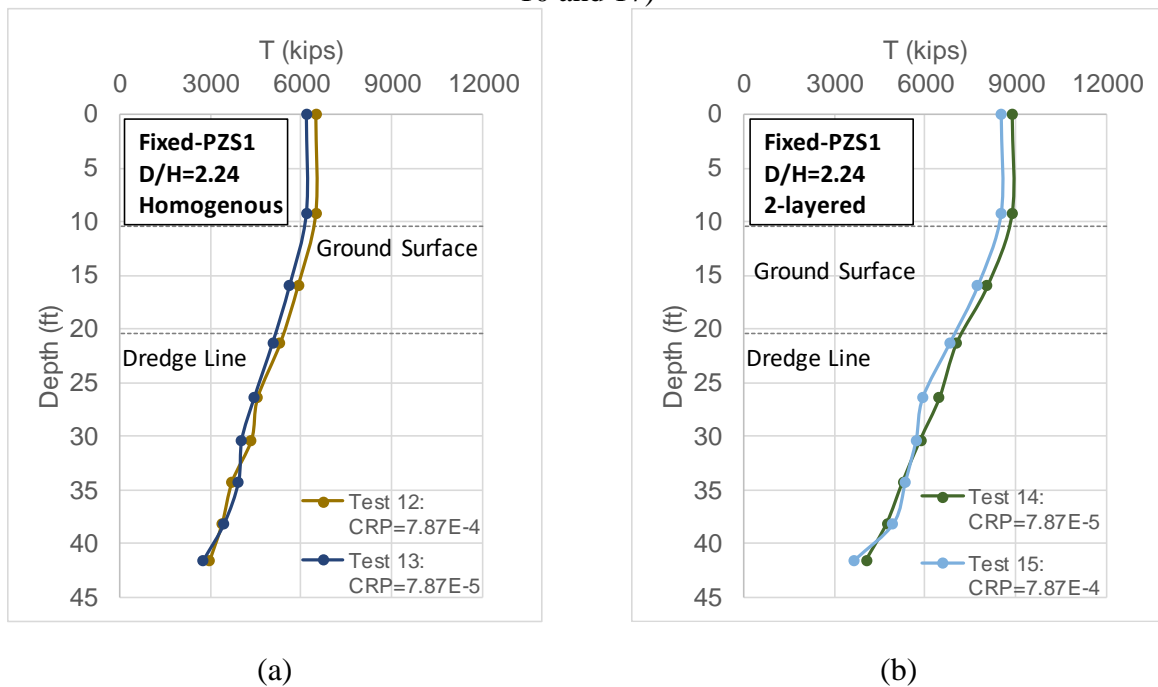 16 and 17)
T (kips)
0 3000 6000 9000 12000
0
5
10
15
20
25
30
35
40
45
Depth (ft)
Fixed-PZS1
D/H=2.24
Homogenous
Ground Surface
Dredge Line
Test 12:
CRP=7.87E-4
Test 13:
CRP=7.87E-5
(a)
T (kips)
0 3000 6000 9000 12000
0
5
10
15
20
25
30
35
40
45
Depth (ft)
Fixed-PZS1
D/H=2.24
2-layered
Ground Surface
Dredge Line
Test 14:
CRP=7.87E-5
Test 15:
CRP=7.87E-4
(b)